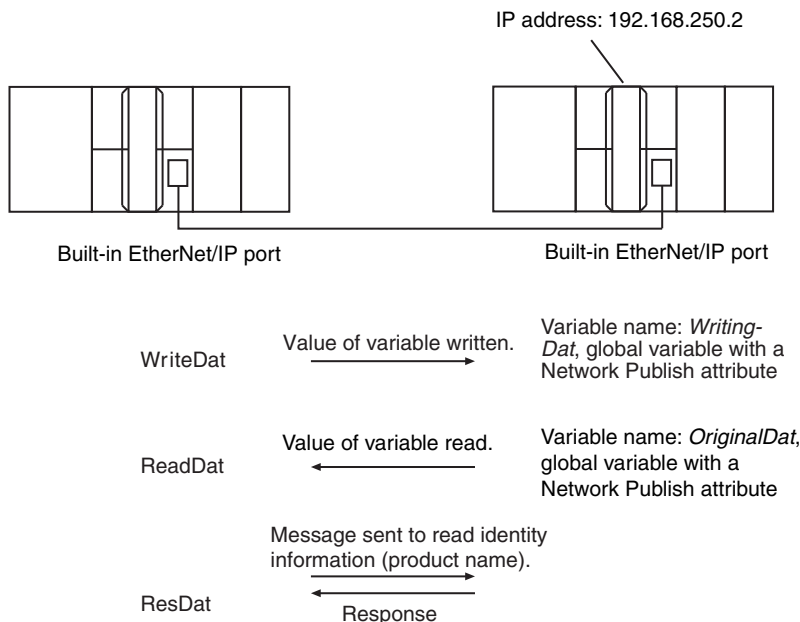 IP address: 192.168.250.2
Built-in EtherNet/IP port
Built-in EtherNet/IP port
WriteDat
Value of variable written.
Variable name: Writing-
Dat, global variable with a
Network Publish attribute
ReadDat
Value of variable read.
Variable name: OriginalDat,
global variable with a
Network Publish attribute
Message sent to read identity
information (product name).
ResDat
Response